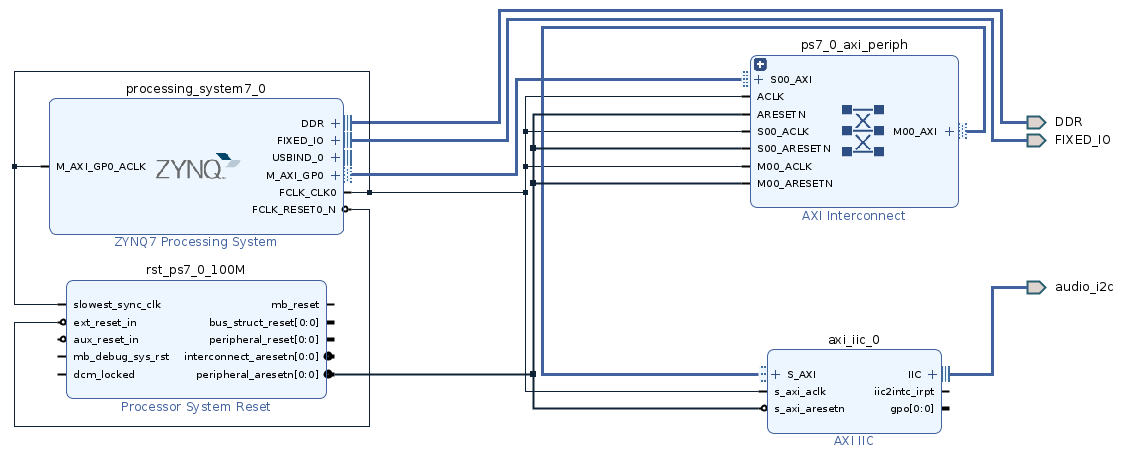 processing_system7_0
DDR
FIXED_IO
USBIND_0
M_AXI_GP0_ACLK
ZYNQ
M_AXI_GP0
FCLK_CLK0
FCLK_RESET0_N
ZYNQ7 Processing System
rst_ps7_0_100M
slowest_sync_clk
mb_reset
ext_reset_in
bus_struct_reset[0:0]
aux_reset_in
peripheral_reset[0:0]
mb_debug_sys_rst
interconnect_aresetn[0:0]
dcm_locked
peripheral_aresetn[0:0]
Processor System Reset
ps7_0_axi_periph
S00_AXI
ACLK
ARESETN
S00_ACLK
M00_AXI
S00_ARESETN
M00_ACLK
M00_ARESETN
AXI Interconnect
DDR
FIXED_IO
audio_i2c
axi_iic_0
S_AXI
IIC
s_axi_aclk
iic2intc_irpt
s_axi_aresetn
gpo[0:0]
AXI IIC